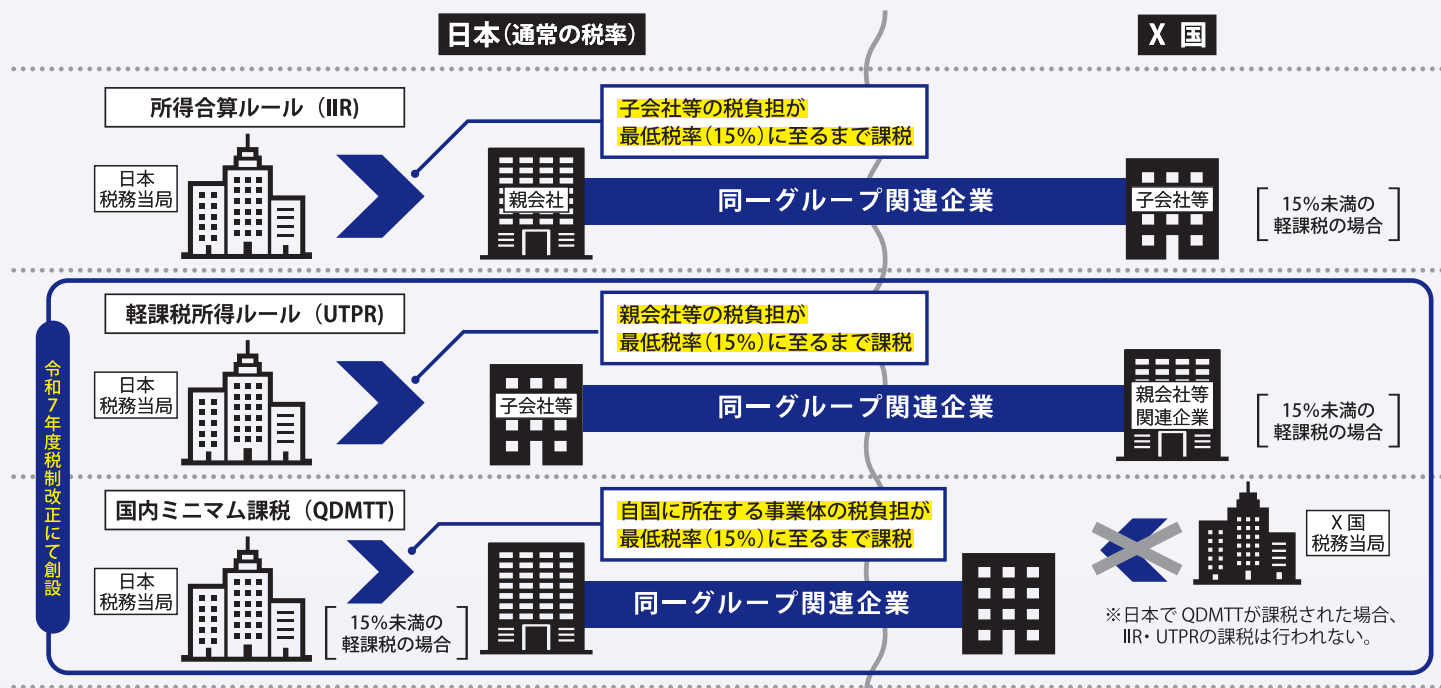 日本(通常の税率)
X 国
所得合算ルール(IIR)
日本
税務当局
子会社等の税負担が
最低税率(15%)に至るまで課税
親会社
同一グループ関連企業
子会社等
15%未満の
軽課税の場合
令和7年度税制改正にて創設
軽課税所得ルール(UTPR)
日本
税務当局
親会社等の税負担が
最低税率(15%)に至るまで課税
子会社等
同一グループ関連企業
親会社等
関連企業
15%未満の
軽課税の場合
国内ミニマム課税(QDMTT)
日本
税務当局
15%未満の
軽課税の場合
自国に所在する事業体の税負担が
最低税率(15%)に至るまで課税
同一グループ関連企業
X 国
税務当局
※日本で QDMTTが課税された場合、
IIR・UTPRの課税は行われない。